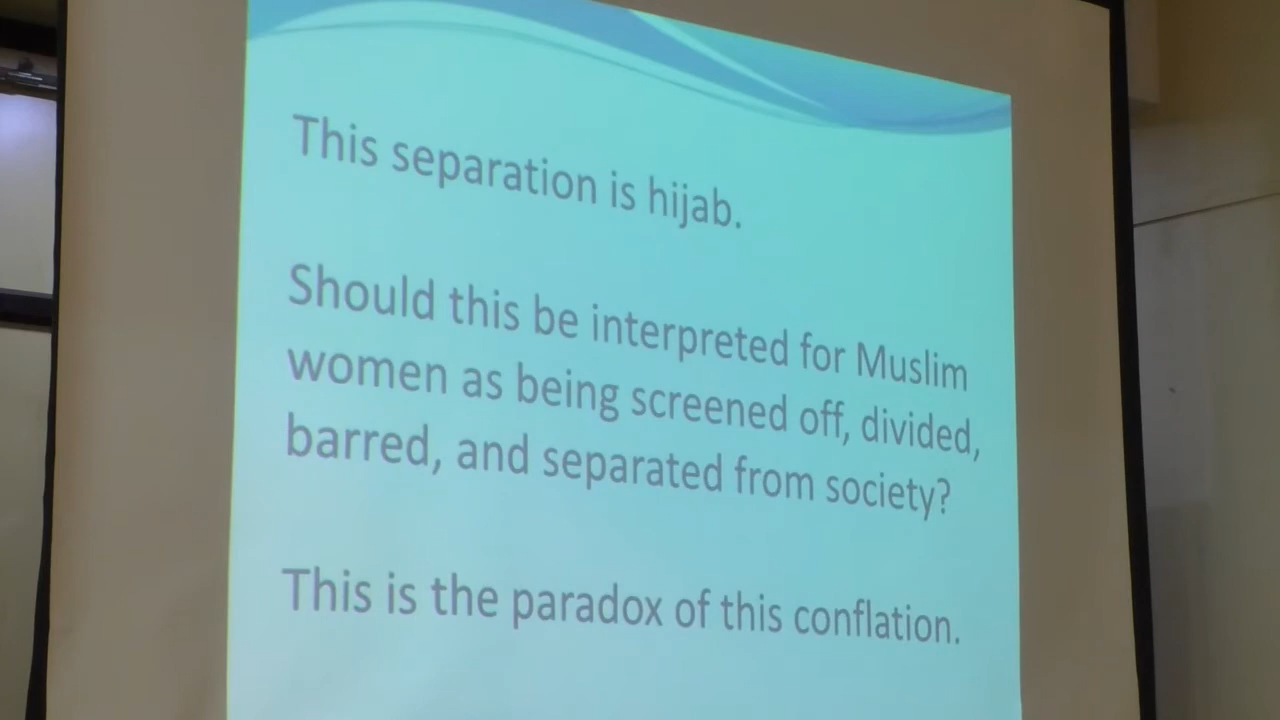 This separation is hijab.
Should this be interpreted for Muslim
women as being screened off, divided,
barred, and separated from society?
This is the paradox of this conflation.